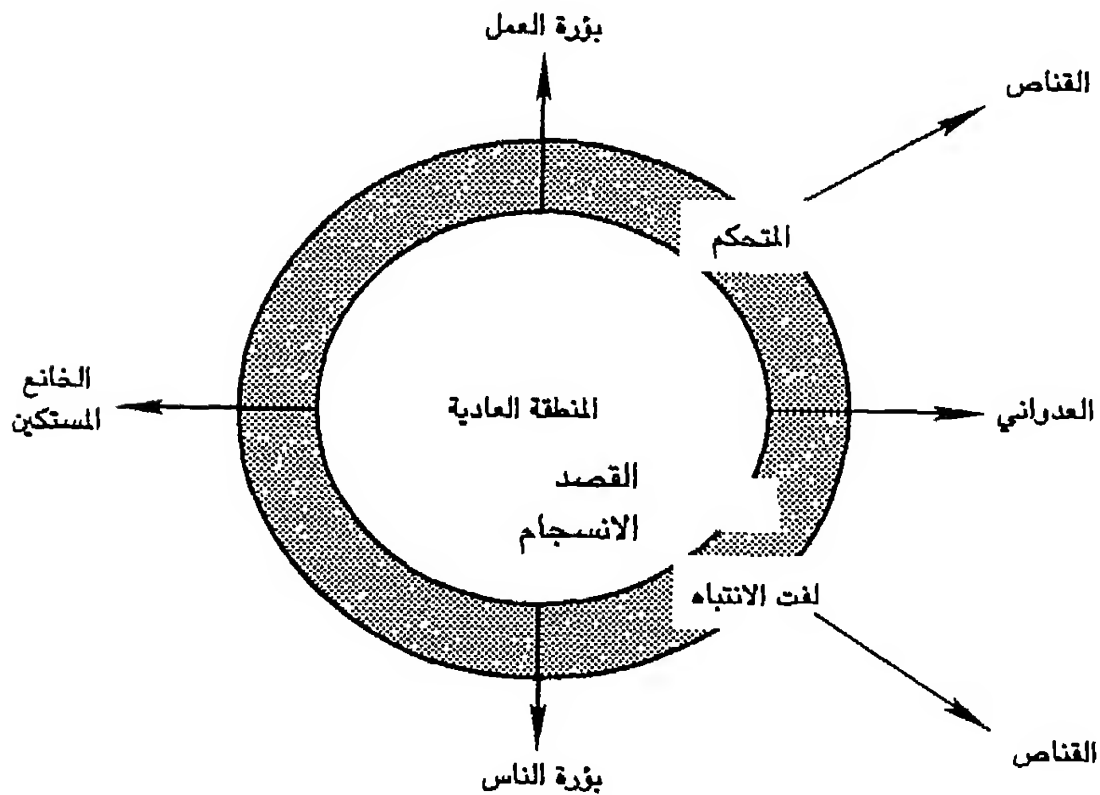 بؤرة العمل
القناص
المتحكم
الخانع
المستكين
المنطقة العادية
العدواني
القصد
الانسجام
لفت الانتباه
القناص
بؤرة الناس